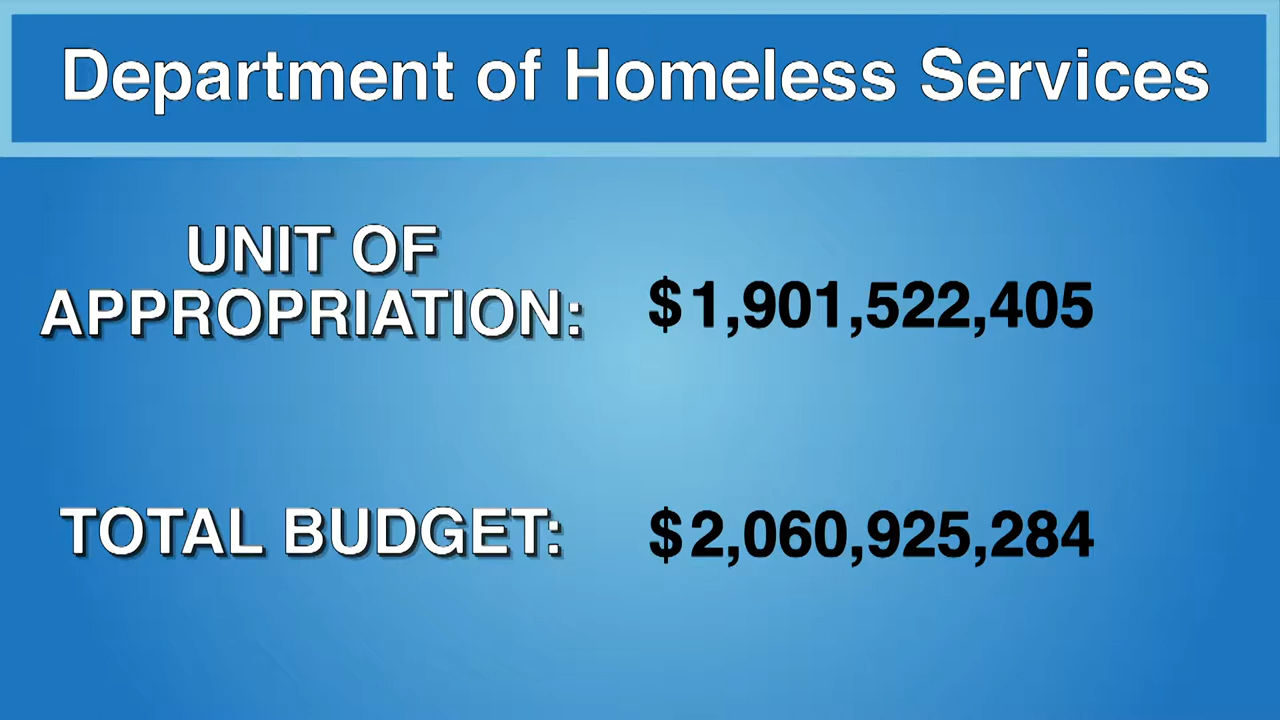 Department of Homeless Services
UNIT OF
APPROPRIATION:
$1,901,522,405
TOTAL BUDGET:
$2,060,925,284